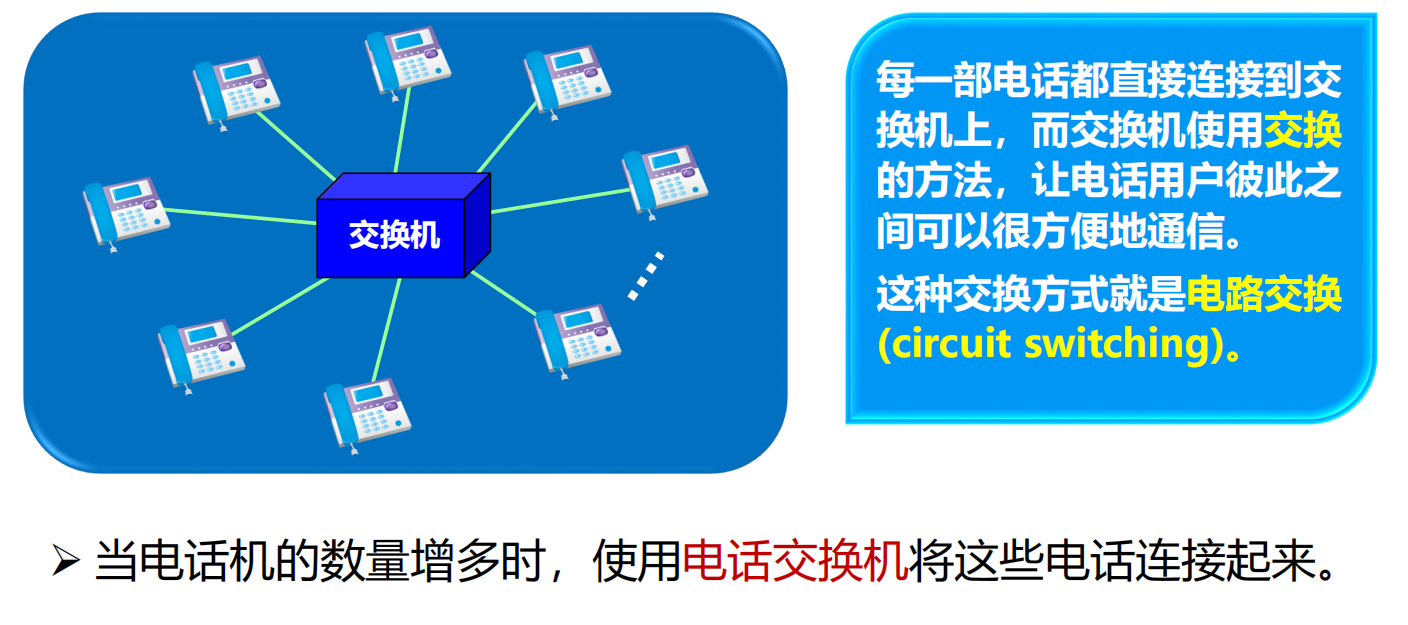 交换机
每一部电话都直接连接到交
换机上，而交换机使用交换
的方法，让电话用户彼此之
间可以很方便地通信。
这种交换方式就是电路交换
(circuit switching)。
➢ 当电话机的数量增多时，使用电话交换机将这些电话连接起来。